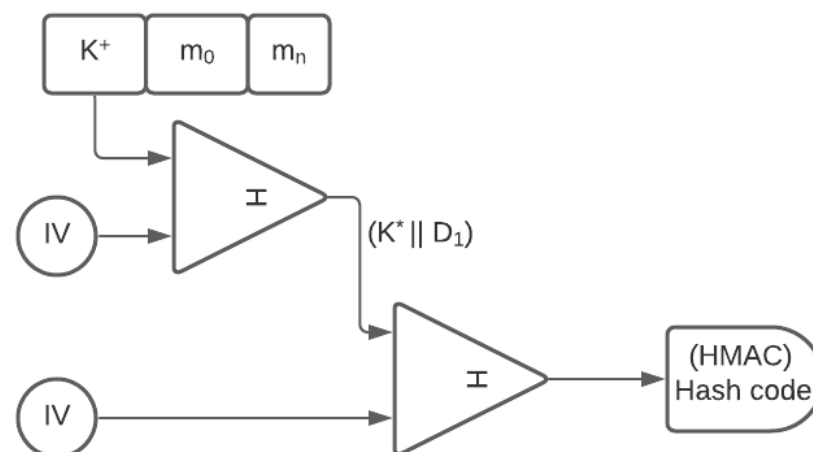 K⁺ m₀ mₙ
H
IV
(K* || D₁)
H
(HMAC)
Hash code
IV